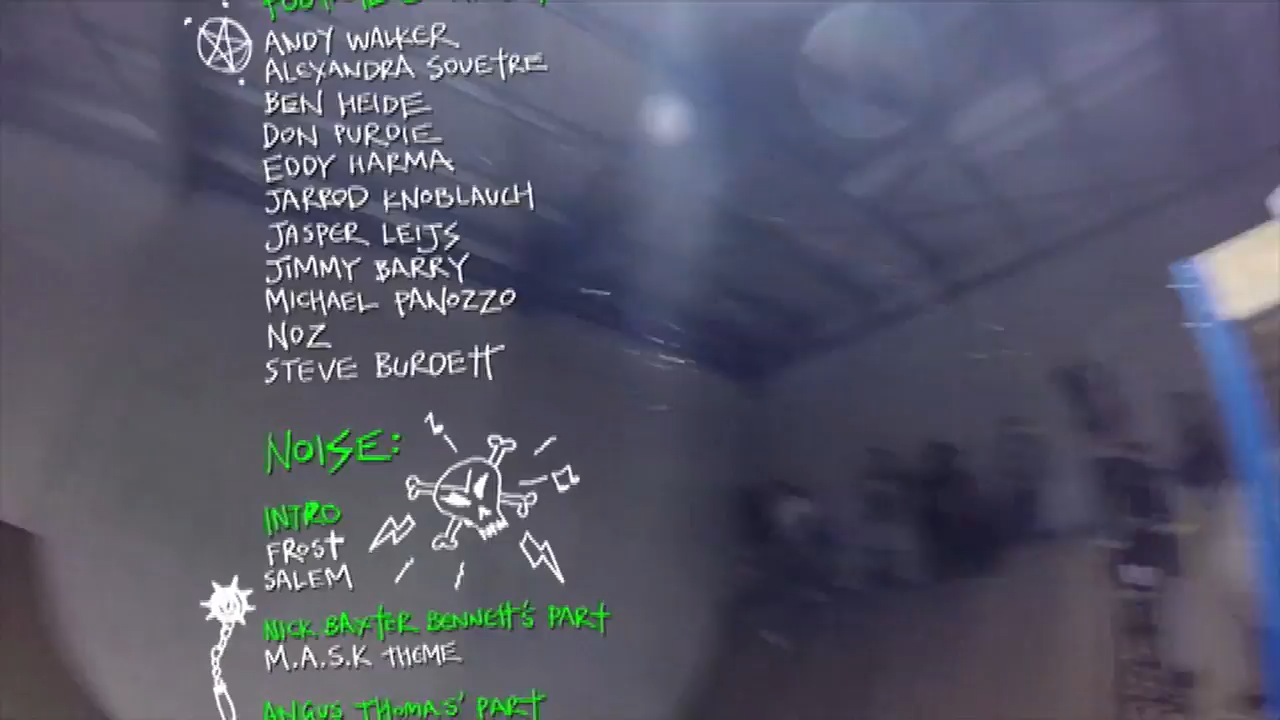 ANDY WALKER
ALEXANDRA SOUETRE
BEN HEIDE
DON PURDIE
EDDY HARMA
JARROD KNOBLAUCH
JASPER LEIJS
JIMMY BARRY
MICHAEL PANOZZO
NOZ
STEVE BURDETT
NOISE:
INTRO
FROST
SALEM
NICK BAXTER BENNETT'S PART
M.A.S.K THEME
ANGUS THOMAS' PART